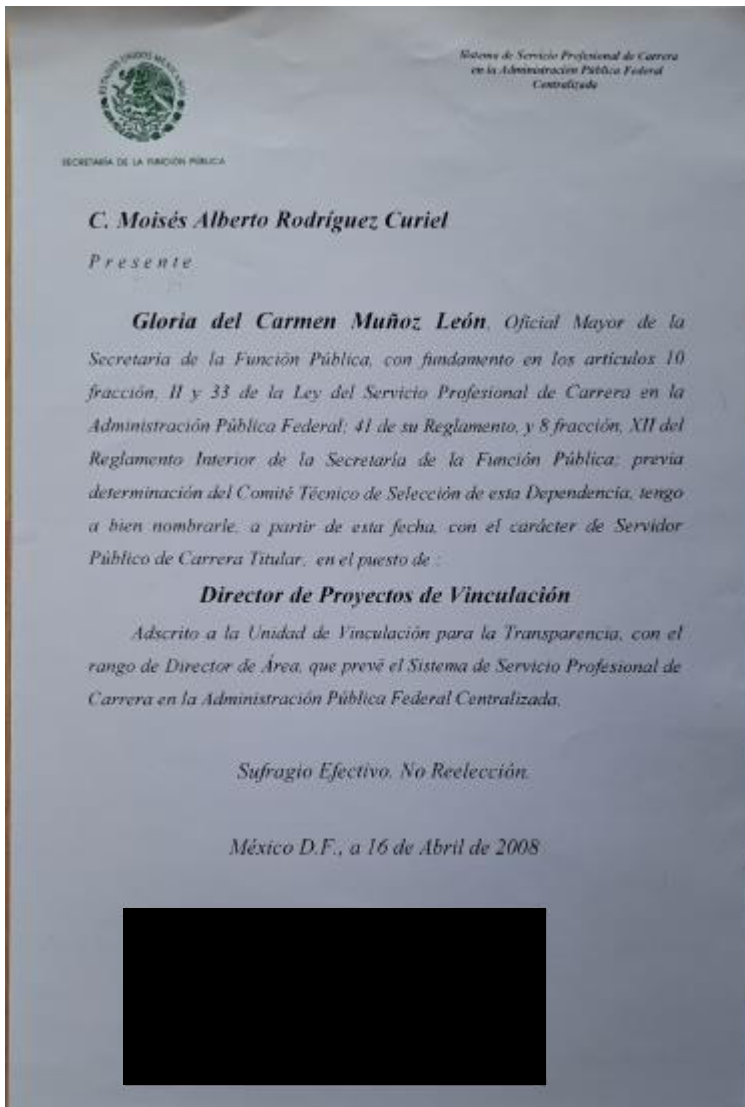 ESTADOS UNIDOS MEXICANOS
SECRETARÍA DE LA FUNCIÓN PÚBLICA
Sistema de Servicio Profesional de Carrera
en la Administración Pública Federal
Centralizada
C. Moisés Alberto Rodríguez Curiel
Presente
Gloria del Carmen Muñoz León, Oficial Mayor de la
Secretaría de la Función Pública, con fundamento en los artículos 10
fracción, II y 33 de la Ley del Servicio Profesional de Carrera en la
Administración Pública Federal; 41 de su Reglamento, y 8 fracción, XII del
Reglamento Interior de la Secretaría de la Función Pública; previa
determinación del Comité Técnico de Selección de esta Dependencia, tengo
a bien nombrarle, a partir de esta fecha, con el carácter de Servidor
Público de Carrera Titular, en el puesto de :
Director de Proyectos de Vinculación
Adscrito a la Unidad de Vinculación para la Transparencia, con el
rango de Director de Área, que prevé el Sistema de Servicio Profesional de
Carrera en la Administración Pública Federal Centralizada.
Sufragio Efectivo. No Reelección.
México D.F., a 16 de Abril de 2008